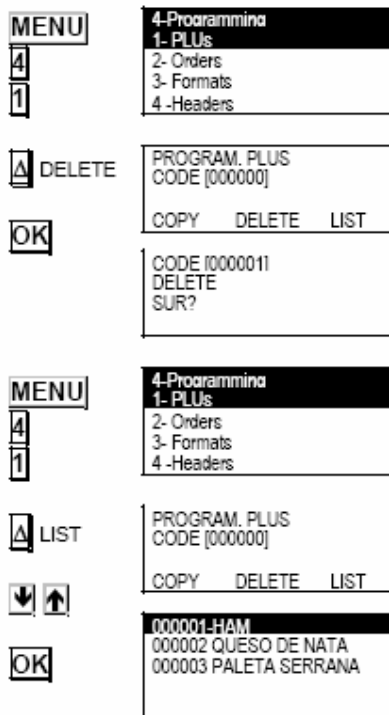 MENU
4
1
4-Programming
1- PLUs
2- Orders
3- Formats
4 -Headers
Δ DELETE
PROGRAM. PLUS
CODE [000000]
COPY DELETE LIST
OK
CODE [000001]
DELETE
SUR?
MENU
4
1
4-Programming
1- PLUs
2- Orders
3- Formats
4 -Headers
Δ LIST
PROGRAM. PLUS
CODE [000000]
COPY DELETE LIST
OK
000001-HAM
000002 QUESO DE NATA
000003 PALETA SERRANA